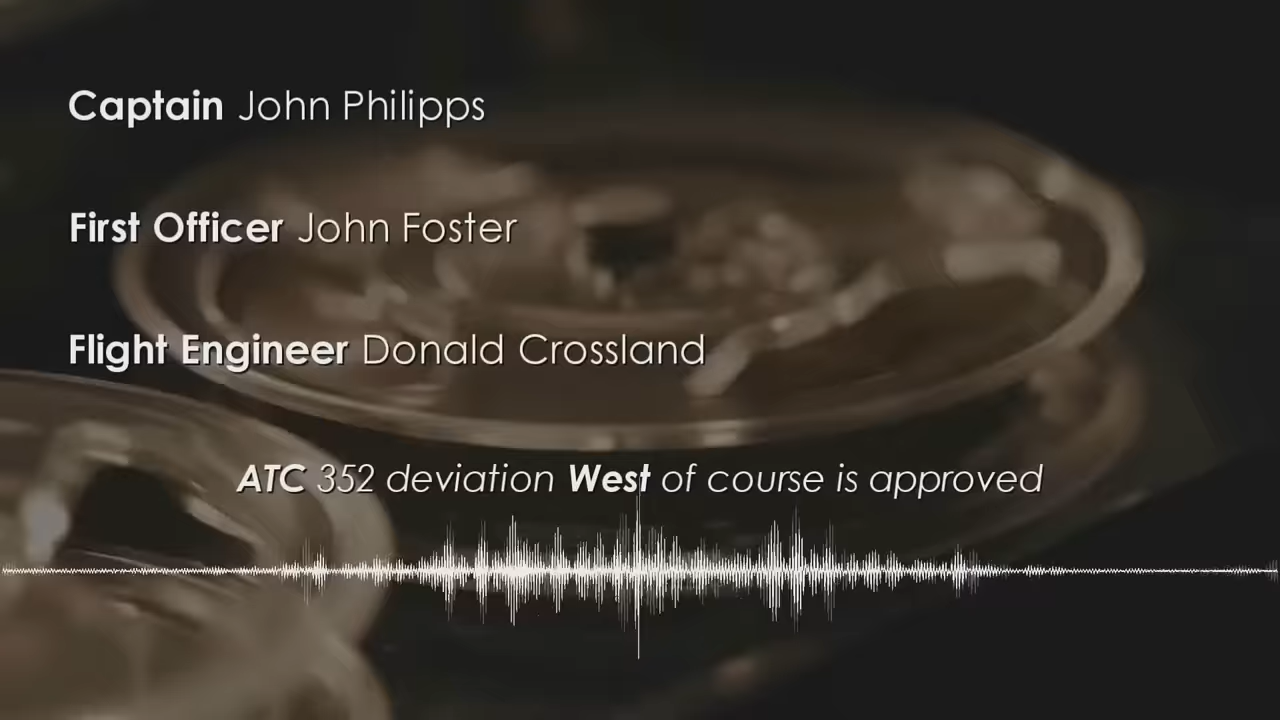 Captain John Philipps
First Officer John Foster
Flight Engineer Donald Crossland
ATC 352 deviation West of course is approved